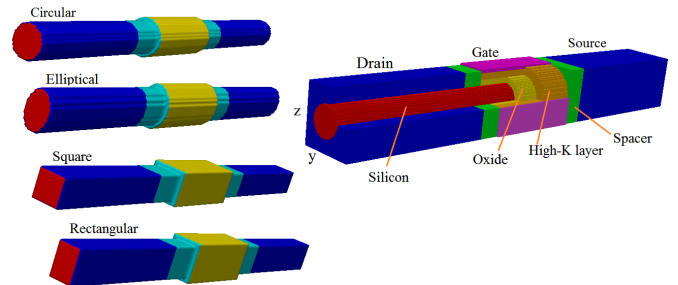 Circular
Elliptical
Square
Rectangular
Drain
Gate
Source
z
y
Silicon
Oxide
High-K layer
Spacer